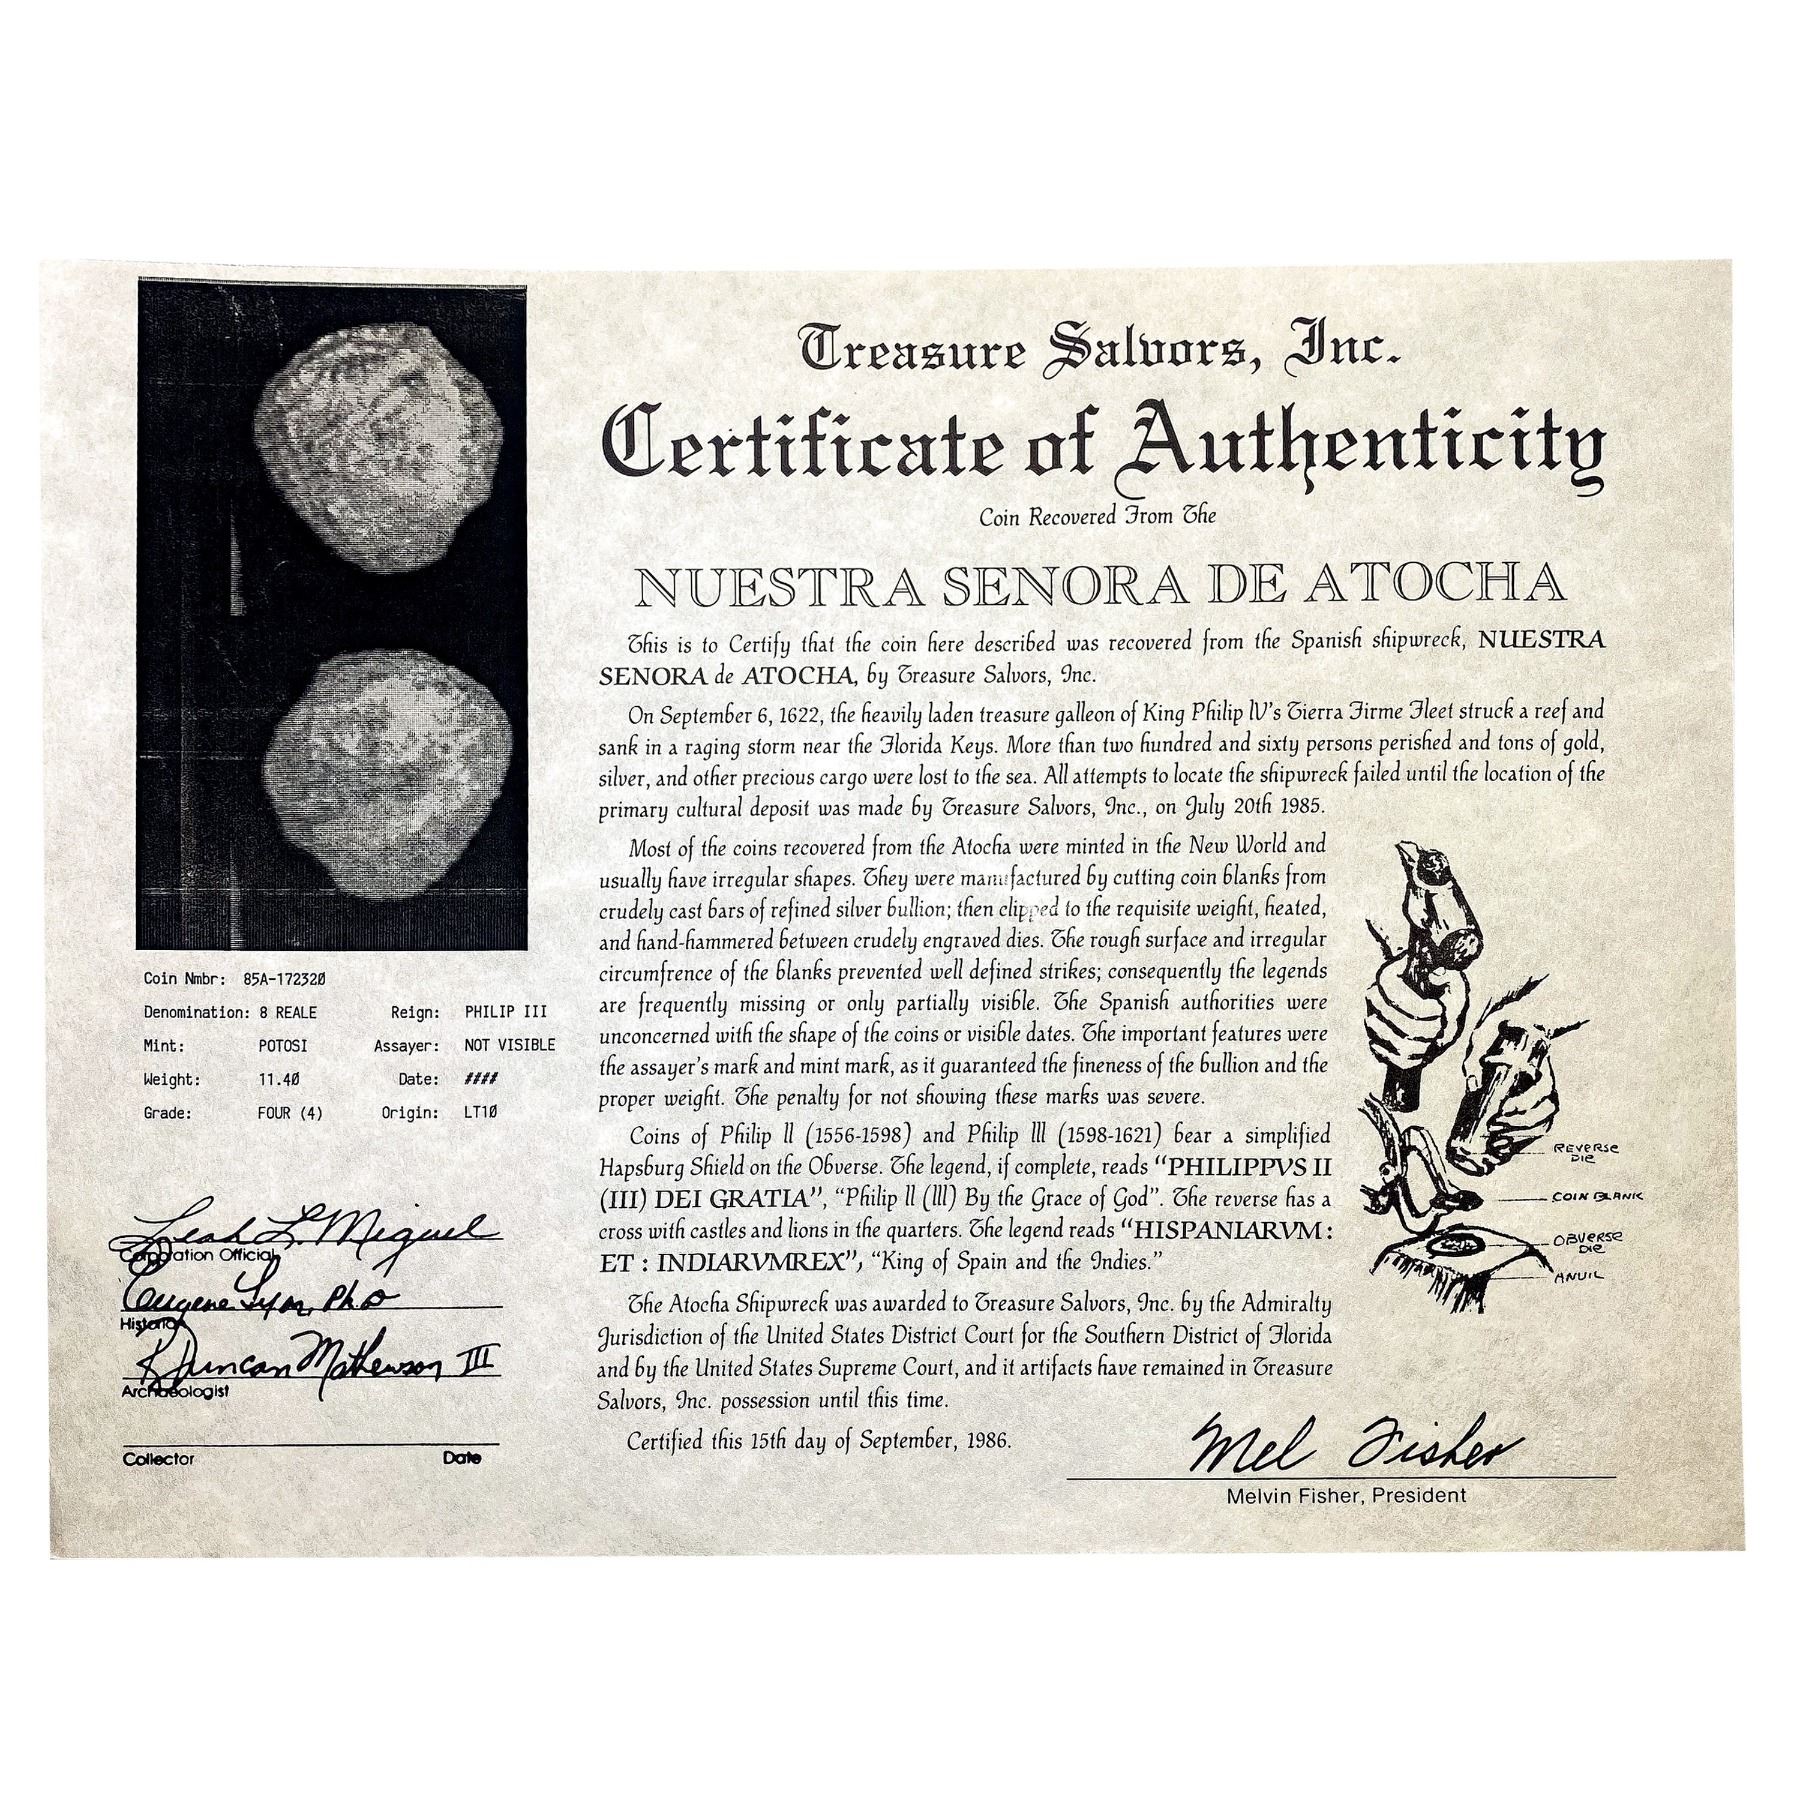 Treasure Salvors, Inc.
Certificate of Authenticity
Coin Recovered From The
NUESTRA SENORA DE ATOCHA
This is to Certify that the coin here described was recovered from the Spanish shipwreck, NUESTRA
SENORA de ATOCHA, by Treasure Salvors, Inc.
On September 6, 1622, the heavily laden treasure galleon of King Philip lV's Tierra Firme Fleet struck a reef and
sank in a raging storm near the Florida Keys. More than two hundred and sixty persons perished and tons of gold,
silver, and other precious cargo were lost to the sea. All attempts to locate the shipwreck failed until the location of the
primary cultural deposit was made by Treasure Salvors, Inc., on July 20th 1985.
Most of the coins recovered from the Atocha were minted in the New World and
usually have irregular shapes. They were manufactured by cutting coin blanks from
crudely cast bars of refined silver bullion; then clipped to the requisite weight, heated,
and hand-hammered between crudely engraved dies. The rough surface and irregular
circumfrence of the blanks prevented well defined strikes; consequently the legends
are frequently missing or only partially visible. The Spanish authorities were
unconcerned with the shape of the coins or visible dates. The important features were
the assayer's mark and mint mark, as it guaranteed the fineness of the bullion and the
proper weight. The penalty for not showing these marks was severe.
Coins of Philip ll (1556-1598) and Philip lll (1598-1621) bear a simplified
Hapsburg Shield on the Obverse. The legend, if complete, reads "PHILIPPVS II
(III) DEI GRATIA", "Philip ll (lll) By the Grace of God". The reverse has a
cross with castles and lions in the quarters. The legend reads "HISPANIARVM :
ET : INDIARVMREX", "King of Spain and the Indies."
The Atocha Shipwreck was awarded to Treasure Salvors, Inc. by the Admiralty
Jurisdiction of the United States District Court for the Southern District of Florida
and by the United States Supreme Court, and it artifacts have remained in Treasure
Salvors, Inc. possession until this time.
Certified this 15th day of September, 1986.
Mel Fisher
Melvin Fisher, President
REVERSE
DIE
COIN BLANK
OBVERSE
DIE
ANVIL
Coin Nmbr: 85A-172320
Denomination: 8 REALE Reign: PHILIP III
Mint: POTOSI Assayer: NOT VISIBLE
Weight: 11.40 Date: ####
Grade: FOUR (4) Origin: LT10
Leah L. Miguel
Corporation Official
Eugene Lyon, Ph.D
Historian
R Duncan Mathewson III
Archaeologist
Collector Date